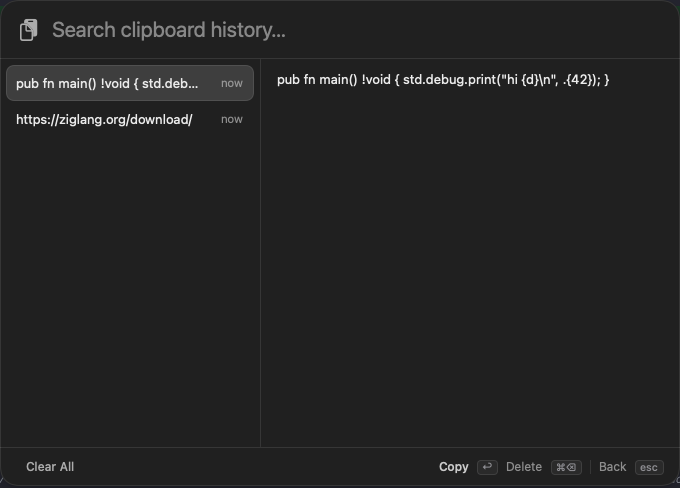 Search clipboard history...
pub fn main() !void { std.deb...
now
https://ziglang.org/download/
now
pub fn main() !void { std.debug.print("hi {d}\n", .{42}); }
Clear All
Copy ↩ Delete ⌘⌫ Back esc